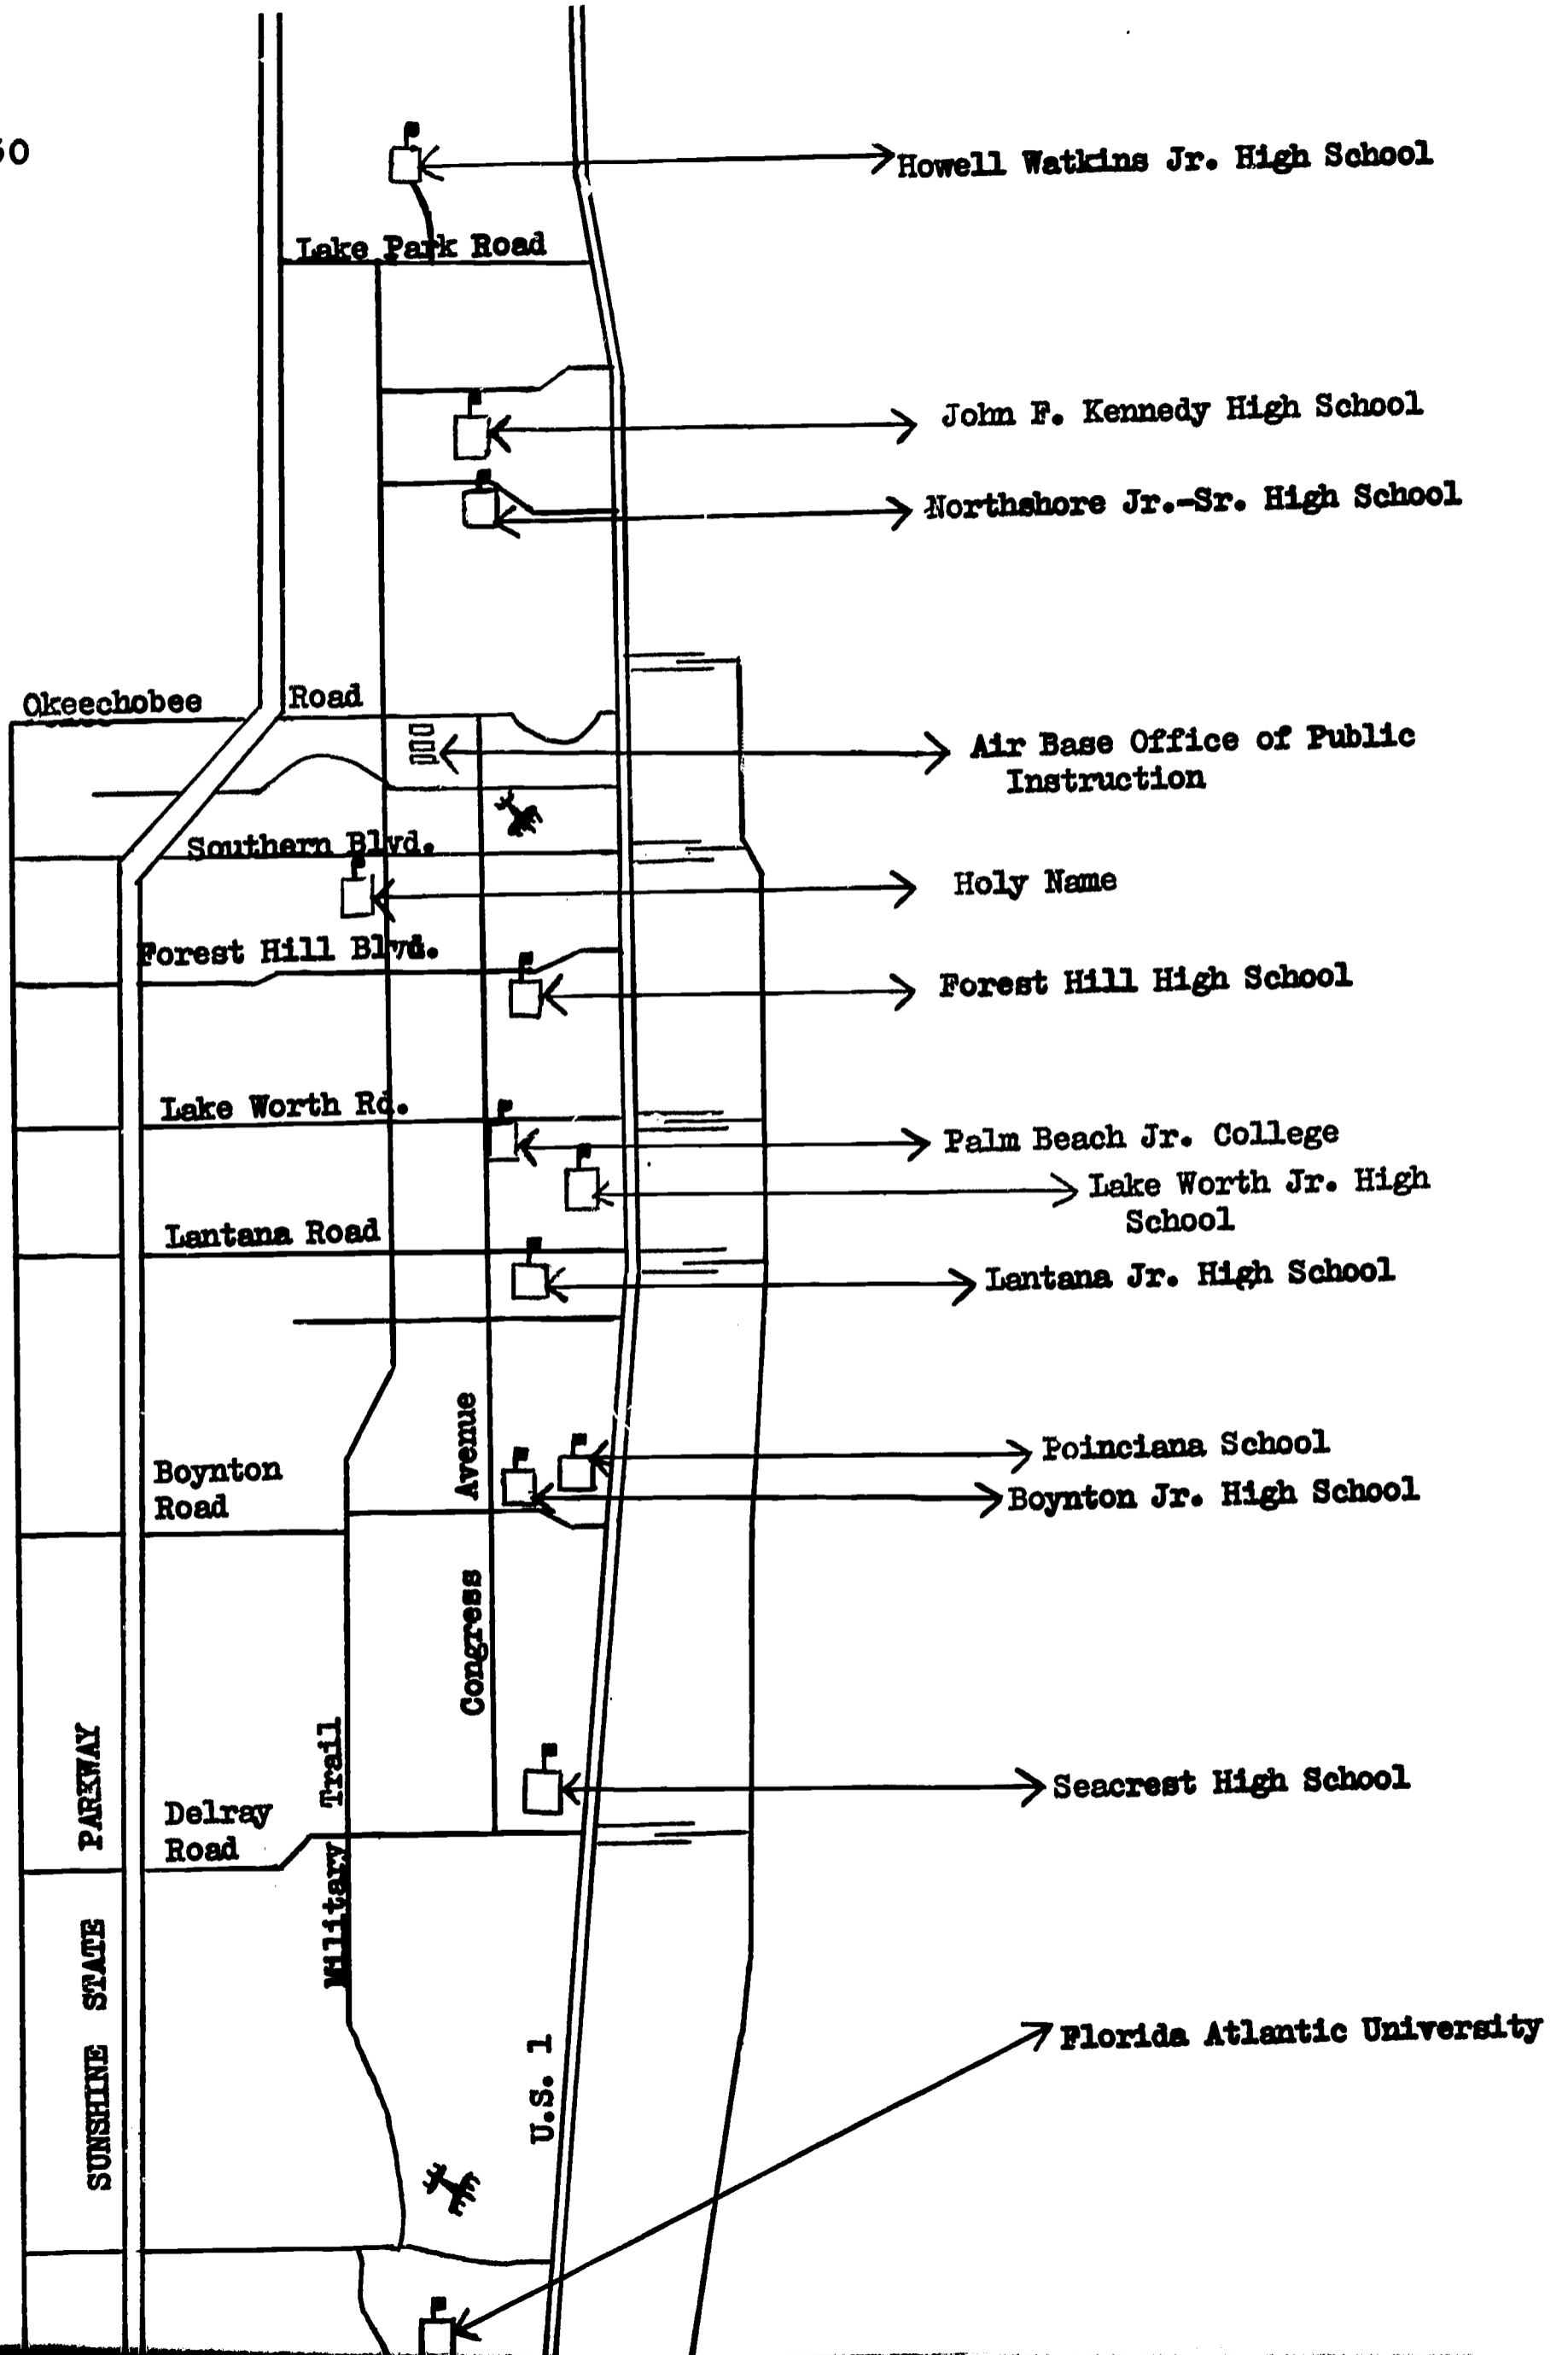 Howell Watkins Jr. High School
Lake Park Road
John F. Kennedy High School
Northshore Jr.-Sr. High School
Okeechobee Road
Air Base Office of Public
Instruction
Southern Blvd.
Holy Name
Forest Hill Blvd.
Forest Hill High School
Lake Worth Rd.
Palm Beach Jr. College
Lake Worth Jr. High
School
Lantana Road
Lantana Jr. High School
Poinciana School
Boynton
Road
Boynton Jr. High School
Congress Avenue
Seacrest High School
Delray
Road
Military Trail
SUNSHINE STATE PARKWAY
U.S. 1
Florida Atlantic University